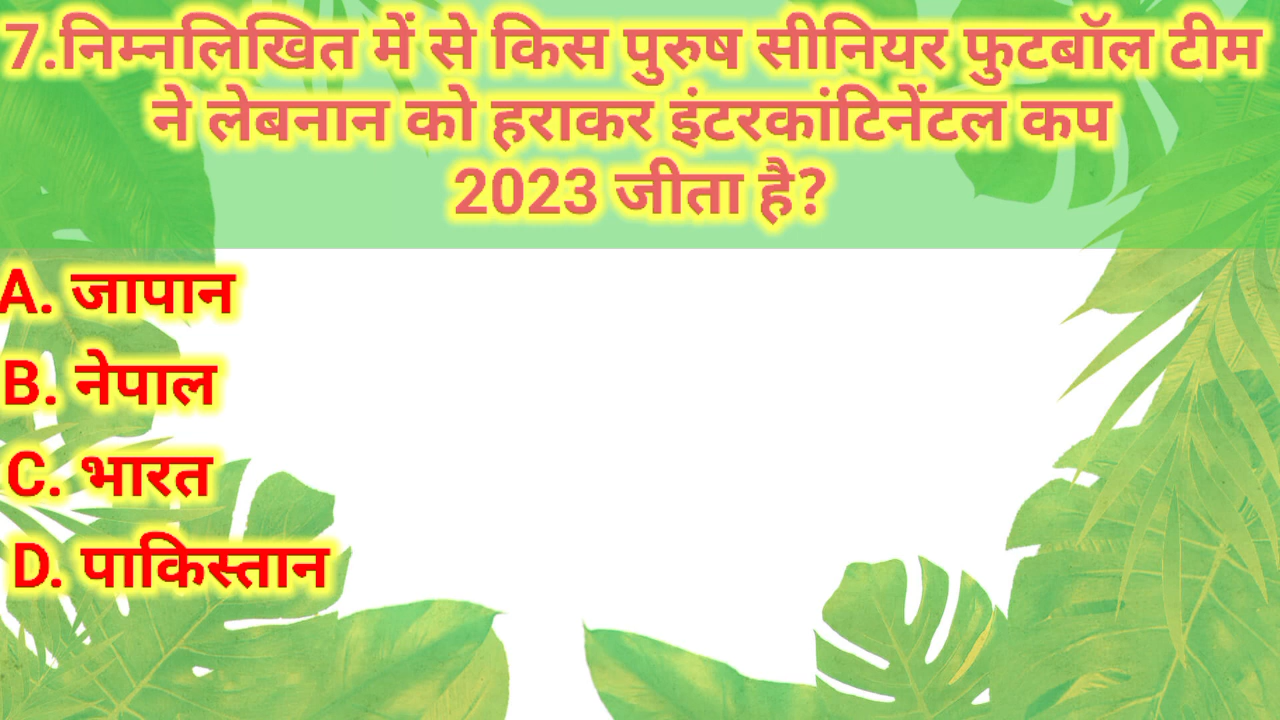 7.निम्नलिखित में से किस पुरुष सीनियर फुटबॉल टीम
ने लेबनान को हराकर इंटरकांटिनेंटल कप
2023 जीता है?
A. जापान
B. नेपाल
C. भारत
D. पाकिस्तान